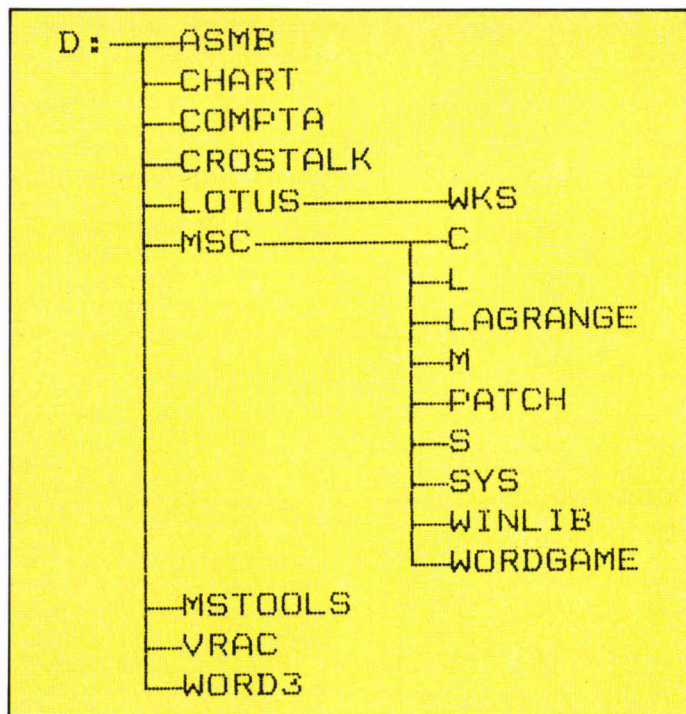 D: ASMB
CHART
COMPTA
CROSTALK
LOTUS WKS
MSC C
L
LAGRANGE
M
PATCH
S
SYS
WINLIB
WORDGAME
MSTOOLS
VRAC
WORD3